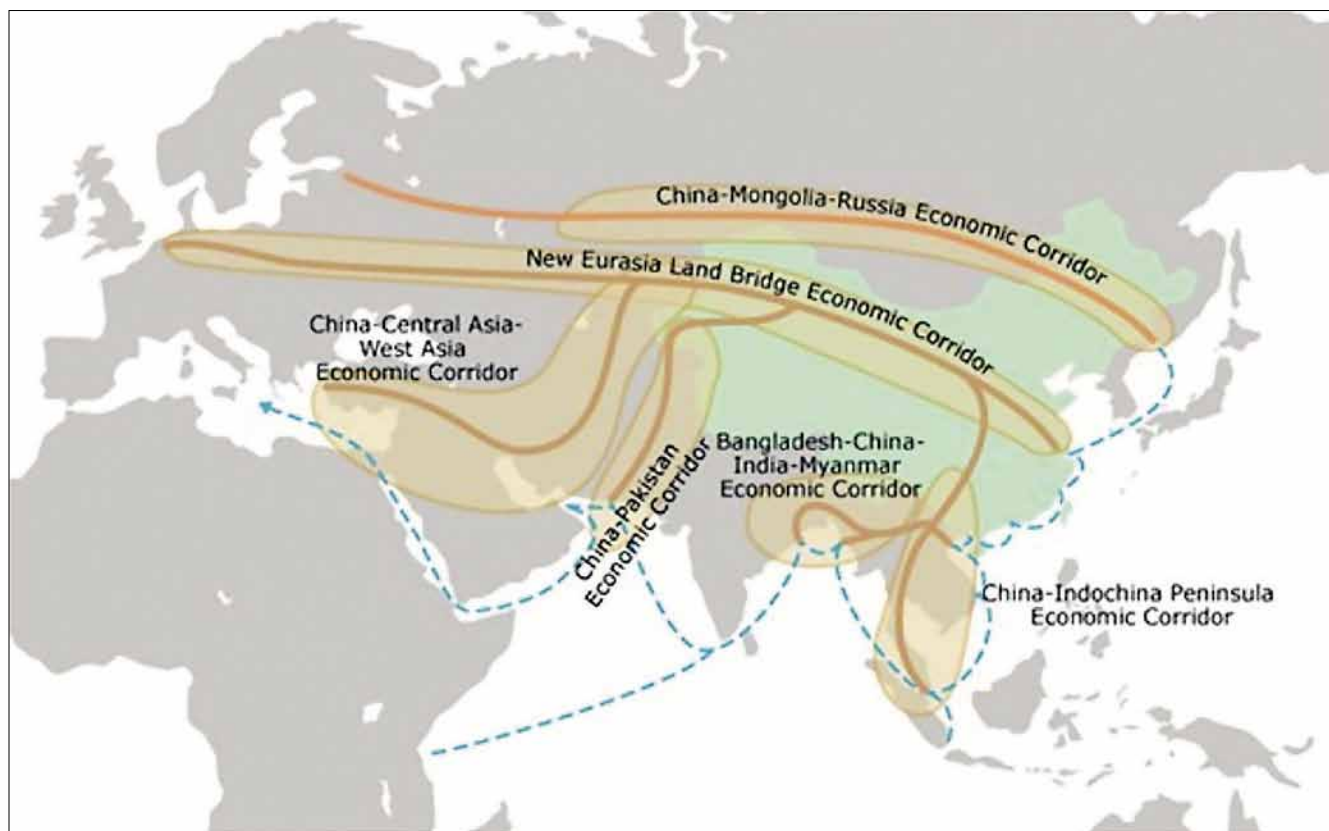 China-Mongolia-Russia Economic Corridor
New Eurasia Land Bridge Economic Corridor
China-Central Asia-
West Asia
Economic Corridor
China-Pakistan
Economic Corridor
Bangladesh-China-
India-Myanmar
Economic Corridor
China-Indochina Peninsula
Economic Corridor